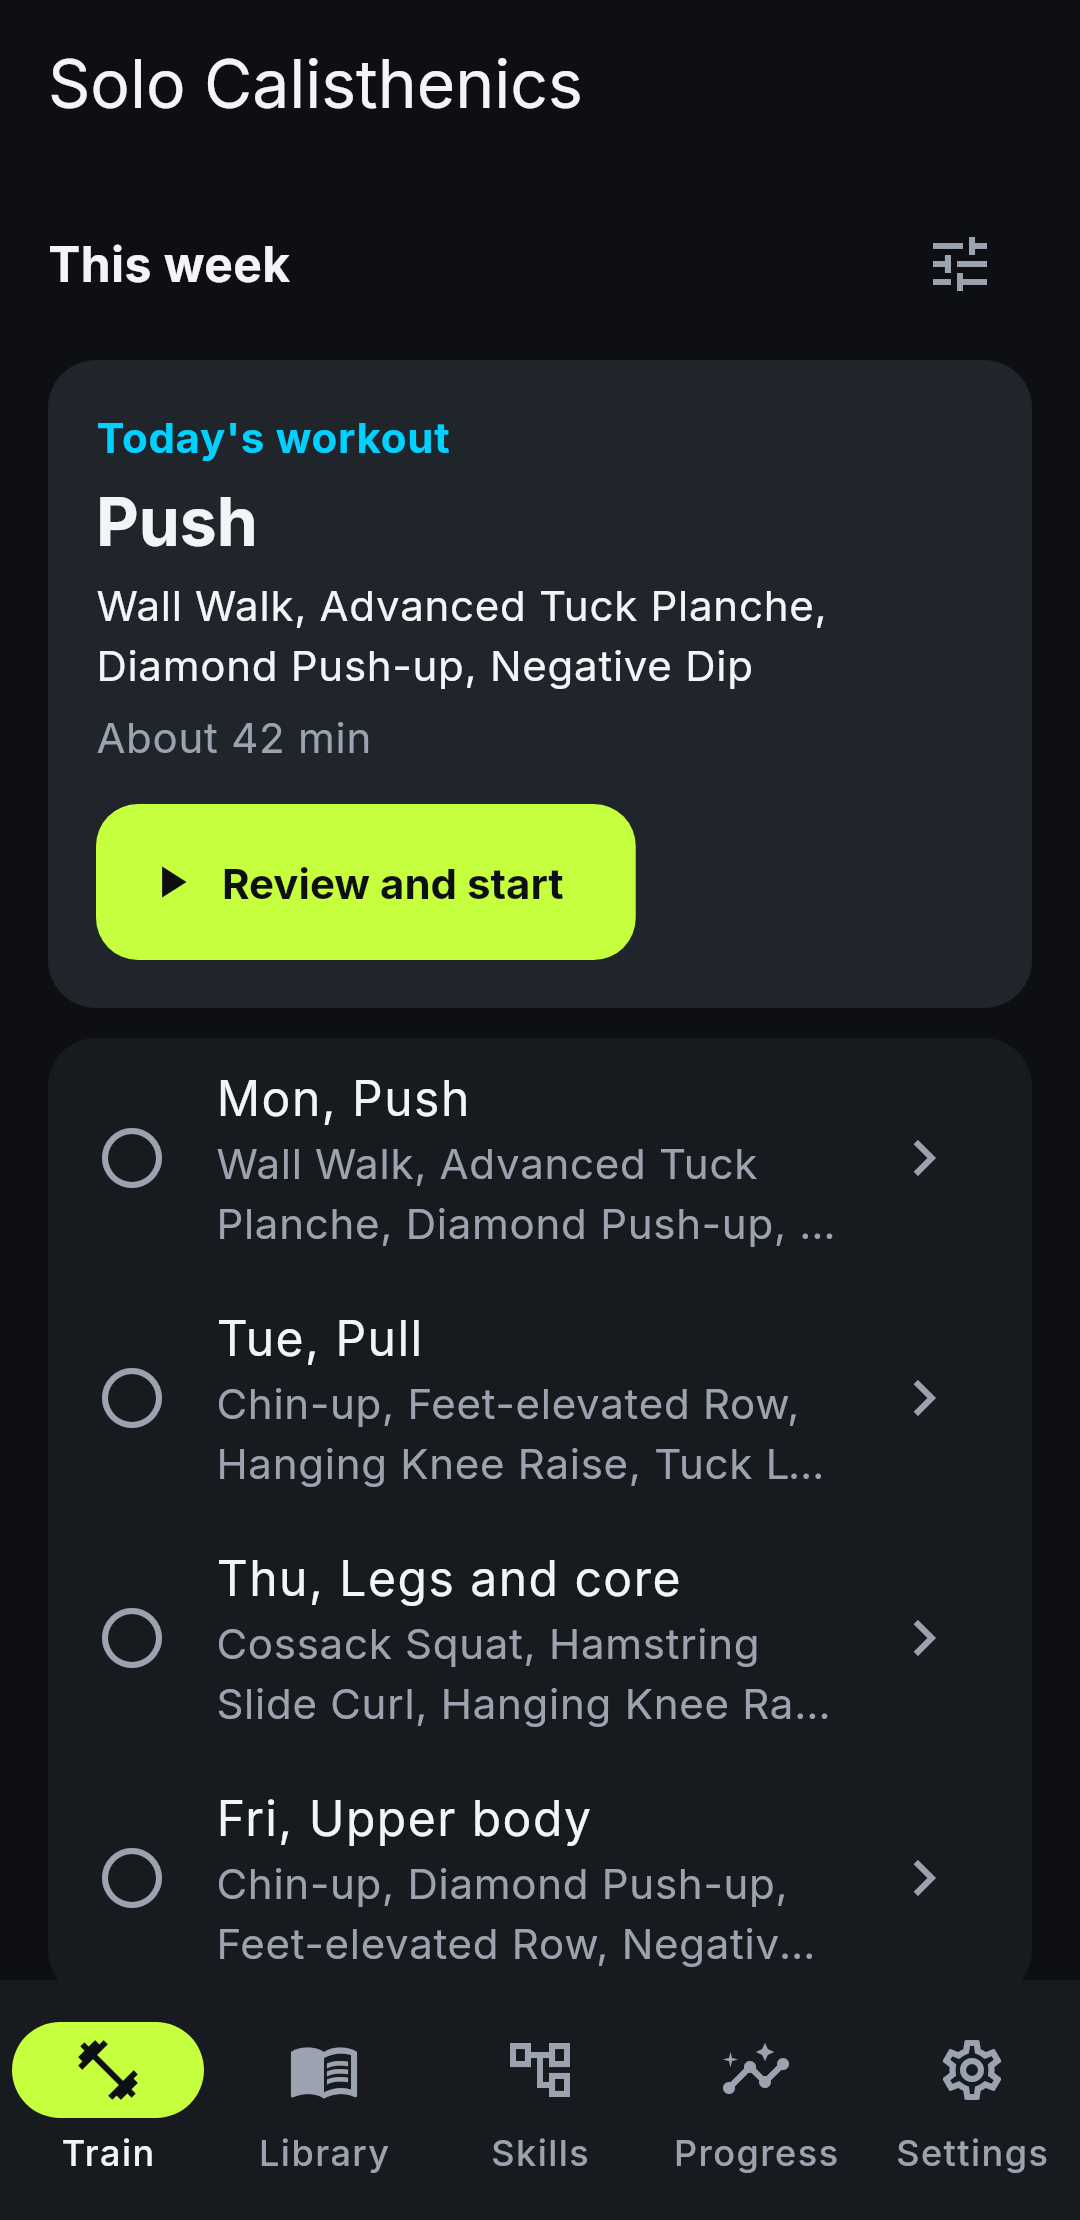 Solo Calisthenics
This week
Today's workout
Push
Wall Walk, Advanced Tuck Planche,
Diamond Push-up, Negative Dip
About 42 min
Review and start
Mon, Push
Wall Walk, Advanced Tuck
Planche, Diamond Push-up, ...
Tue, Pull
Chin-up, Feet-elevated Row,
Hanging Knee Raise, Tuck L...
Thu, Legs and core
Cossack Squat, Hamstring
Slide Curl, Hanging Knee Ra...
Fri, Upper body
Chin-up, Diamond Push-up,
Feet-elevated Row, Negativ...
Train
Library
Skills
Progress
Settings